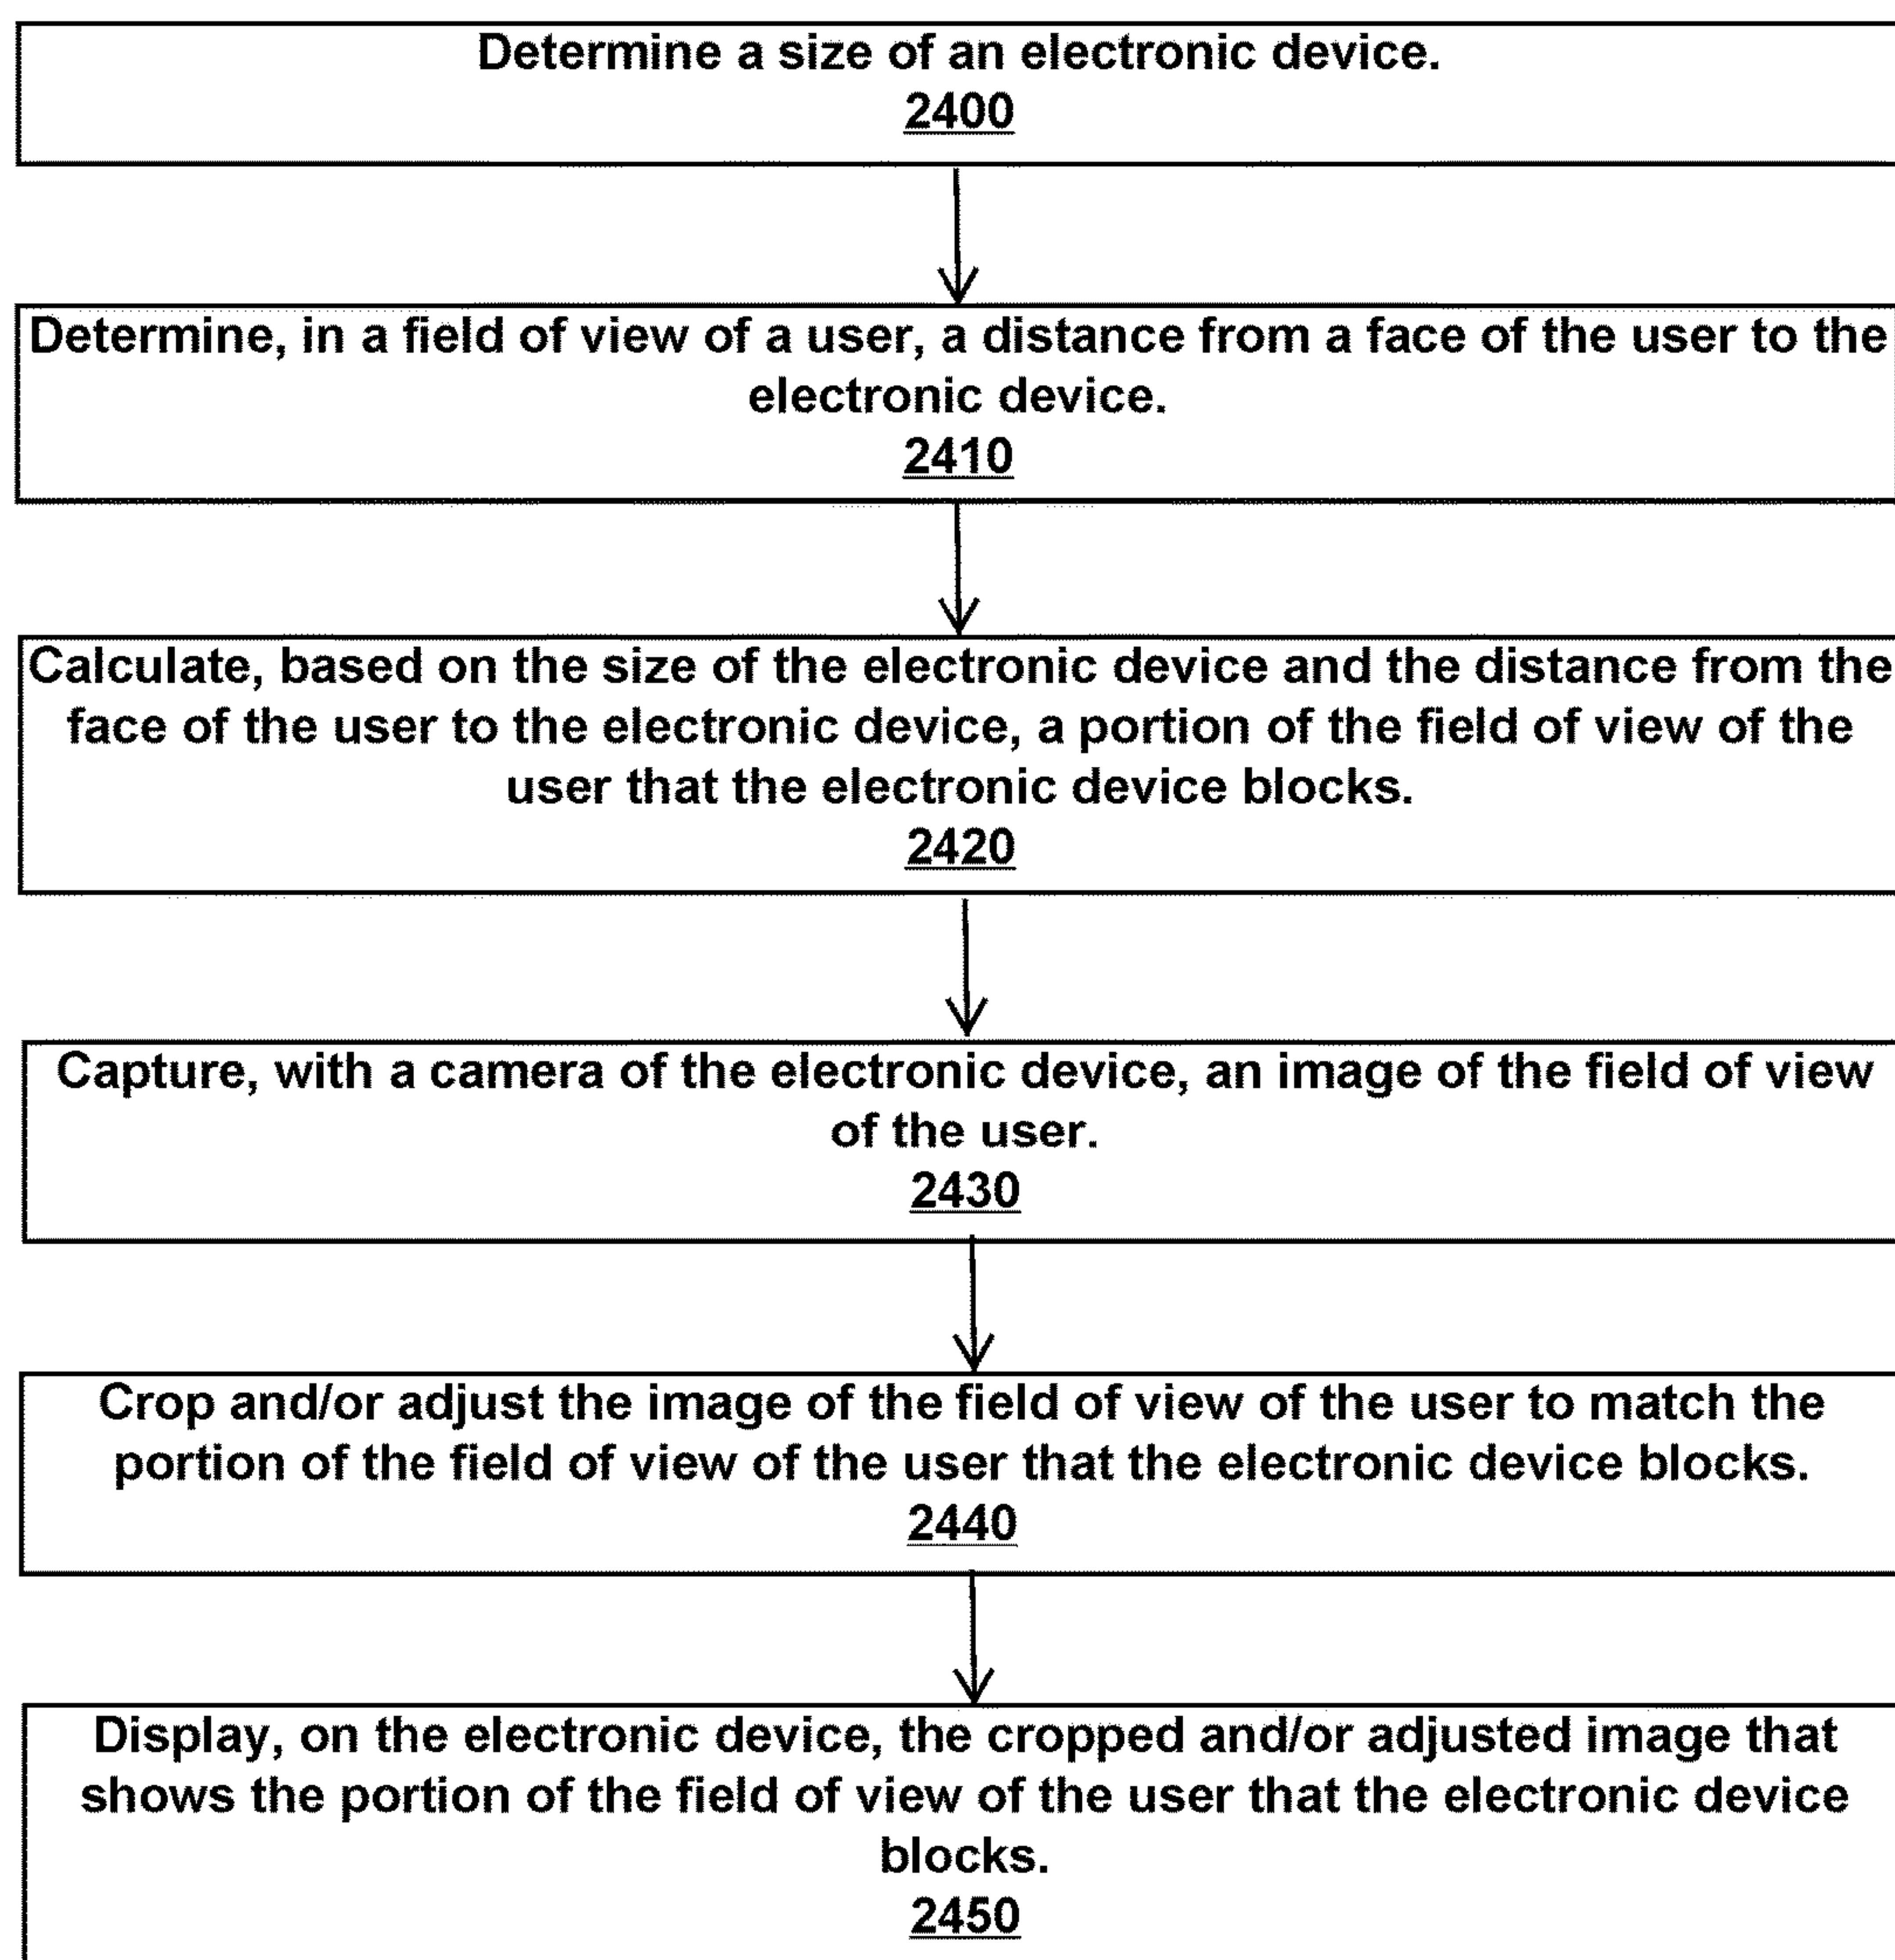 Determine a size of an electronic device.
2400
Determine, in a field of view of a user, a distance from a face of the user to the
electronic device.
2410
Calculate, based on the size of the electronic device and the distance from the
face of the user to the electronic device, a portion of the field of view of the
user that the electronic device blocks.
2420
Capture, with a camera of the electronic device, an image of the field of view
of the user.
2430
Crop and/or adjust the image of the field of view of the user to match the
portion of the field of view of the user that the electronic device blocks.
2440
Display, on the electronic device, the cropped and/or adjusted image that
shows the portion of the field of view of the user that the electronic device
blocks.
2450